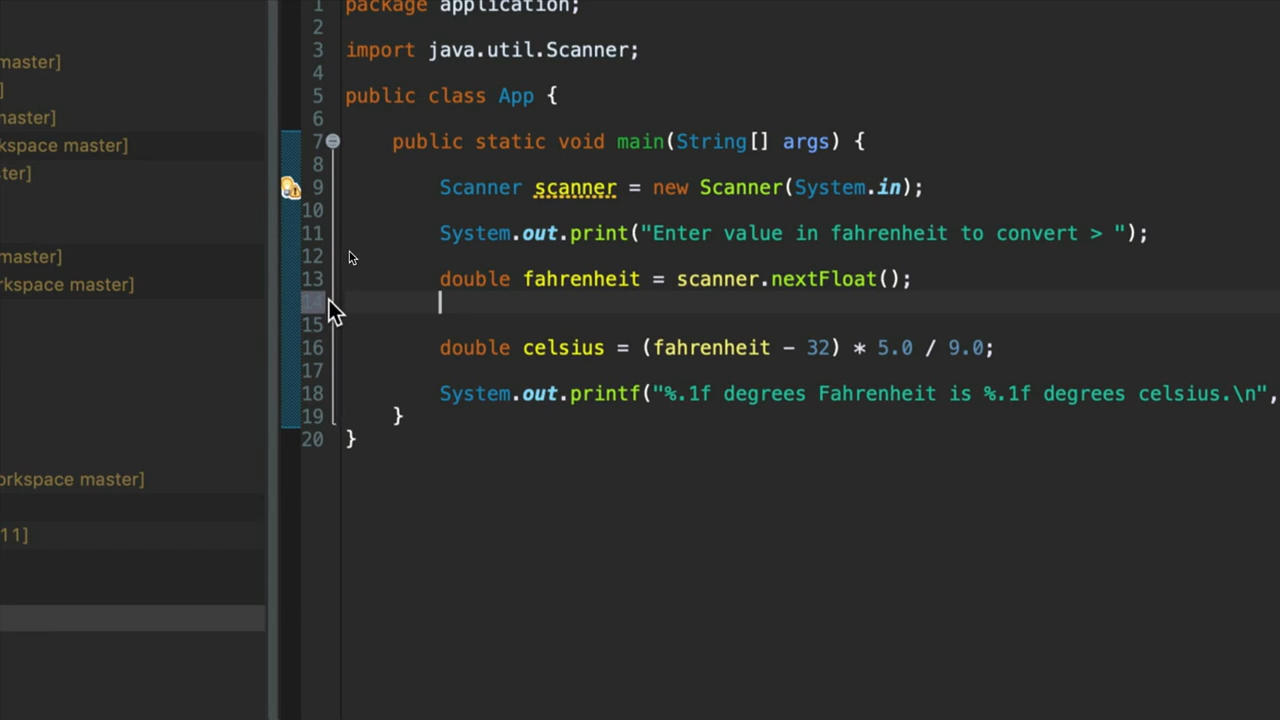 master]
]
master]
kspace master]
ster]
master]
rkspace master]
orkspace master]
11]
1 package application;
2
3 import java.util.Scanner;
4
5 public class App {
6
7 public static void main(String[] args) {
8
9 Scanner scanner = new Scanner(System.in);
10
11 System.out.print("Enter value in fahrenheit to convert > ");
12
13 double fahrenheit = scanner.nextFloat();
14
15
16 double celsius = (fahrenheit - 32) * 5.0 / 9.0;
17
18 System.out.printf("%.1f degrees Fahrenheit is %.1f degrees celsius.\n",
19 }
20 }